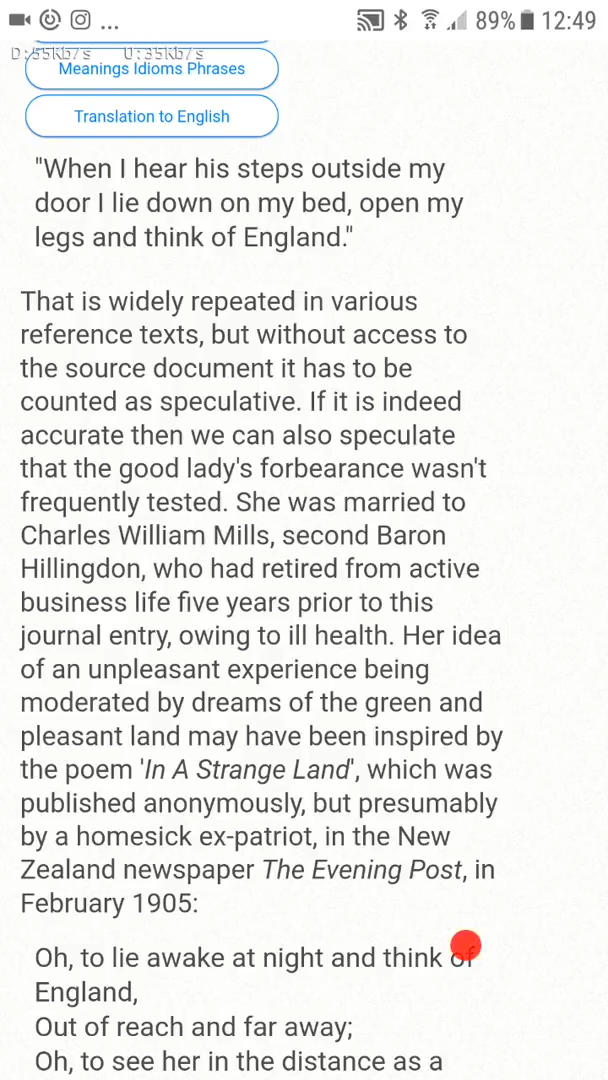 ... 89% 12:49
D:55Kb/s U:35Kb/s
Meanings Idioms Phrases
Translation to English
"When I hear his steps outside my
door I lie down on my bed, open my
legs and think of England."
That is widely repeated in various
reference texts, but without access to
the source document it has to be
counted as speculative. If it is indeed
accurate then we can also speculate
that the good lady's forbearance wasn't
frequently tested. She was married to
Charles William Mills, second Baron
Hillingdon, who had retired from active
business life five years prior to this
journal entry, owing to ill health. Her idea
of an unpleasant experience being
moderated by dreams of the green and
pleasant land may have been inspired by
the poem 'In A Strange Land', which was
published anonymously, but presumably
by a homesick ex-patriot, in the New
Zealand newspaper The Evening Post, in
February 1905:
Oh, to lie awake at night and think of
England,
Out of reach and far away;
Oh, to see her in the distance as a